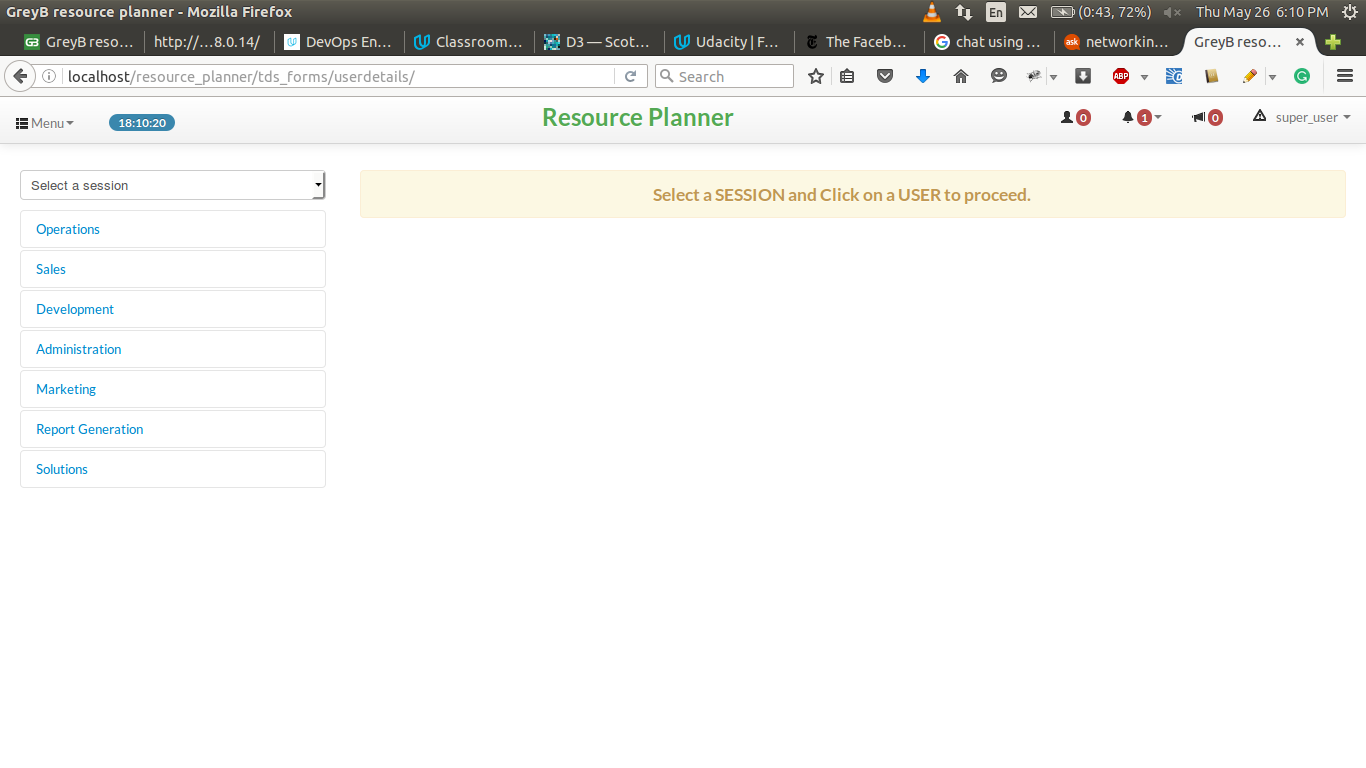 GreyB resource planner - Mozilla Firefox En (0:43, 72%) Thu May 26 6:10 PM
GB GreyB reso... http://...8.0.14/ DevOps En... Classroom... D3 — Scot... Udacity | F... The Faceb... chat using ... ask networkin... GreyB reso...
localhost/resource_planner/tds_forms/userdetails/ Search ABP
Menu 18:10:20 Resource Planner 0 1 0 super_user
Select a session
Select a SESSION and Click on a USER to proceed.
Operations
Sales
Development
Administration
Marketing
Report Generation
Solutions